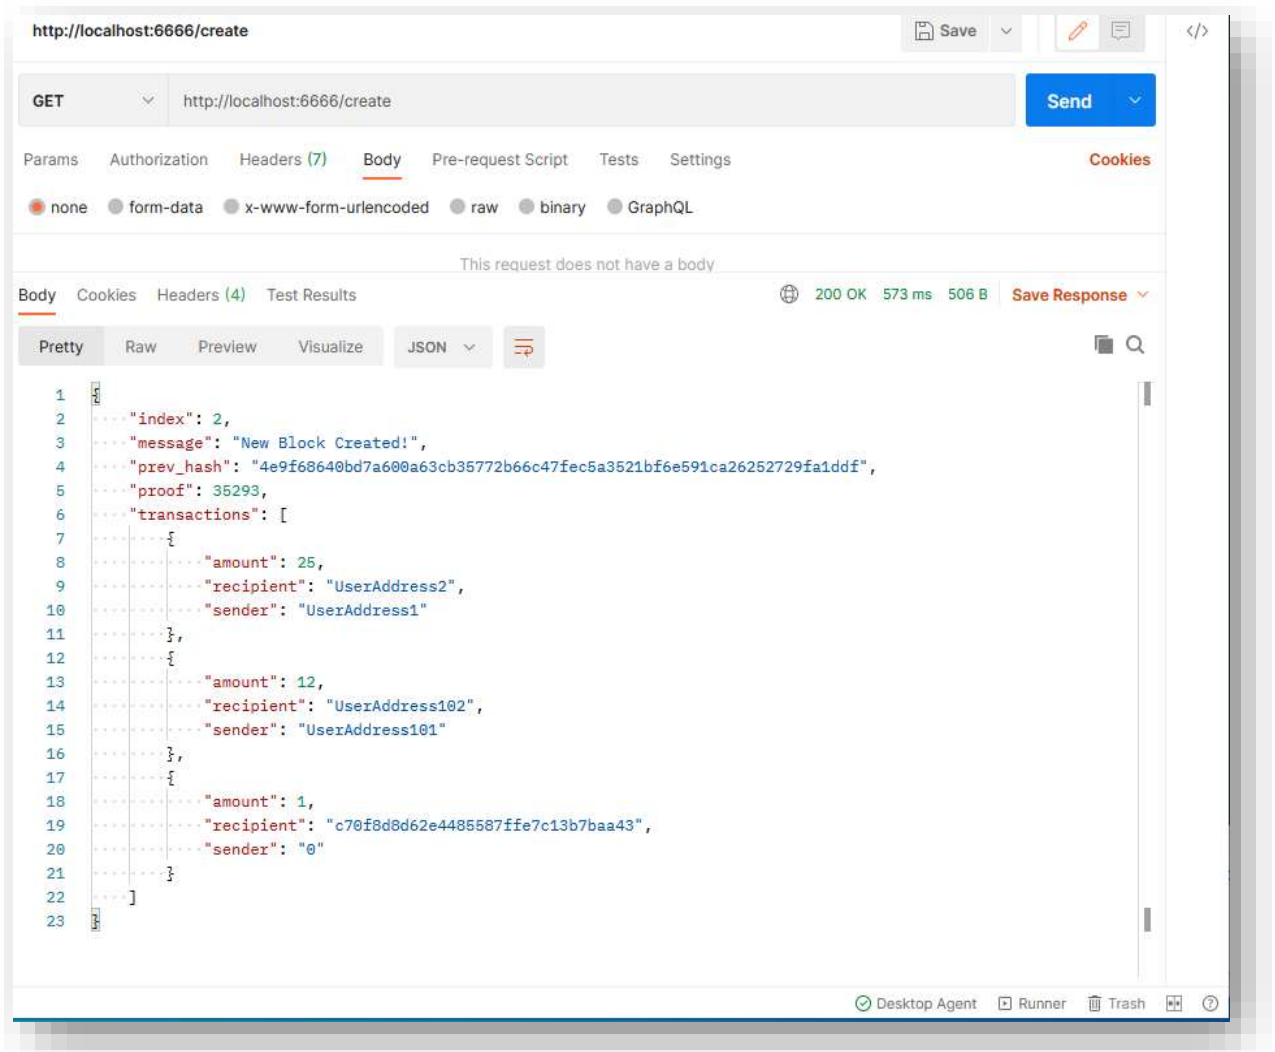 http://localhost:6666/create
Save
</>
GET
http://localhost:6666/create
Send
Params Authorization Headers (7) Body Pre-request Script Tests Settings Cookies
none form-data x-www-form-urlencoded raw binary GraphQL
This request does not have a body
Body Cookies Headers (4) Test Results 200 OK 573 ms 506 B Save Response
Pretty Raw Preview Visualize JSON
1 {
2 "index": 2,
3 "message": "New Block Created!",
4 "prev_hash": "4e9f68640bd7a600a63cb35772b66c47fec5a3521bf6e591ca26252729fa1ddf",
5 "proof": 35293,
6 "transactions": [
7 {
8 "amount": 25,
9 "recipient": "UserAddress2",
10 "sender": "UserAddress1"
11 },
12 {
13 "amount": 12,
14 "recipient": "UserAddress102",
15 "sender": "UserAddress101"
16 },
17 {
18 "amount": 1,
19 "recipient": "c70f8d8d62e4485587ffe7c13b7baa43",
20 "sender": "0"
21 }
22 ]
23 }
Desktop Agent Runner Trash